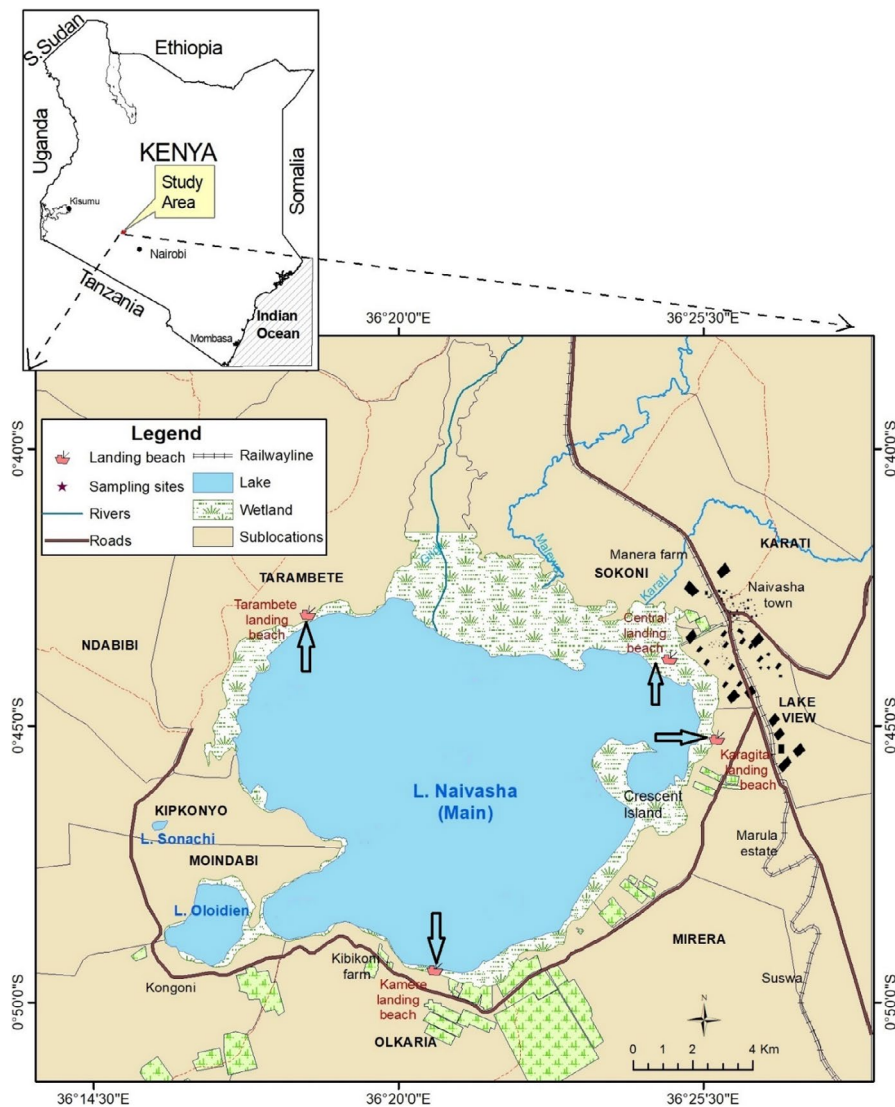 S.Sudan
Ethiopia
Uganda
KENYA
Somalia
Study
Area
Kisumu
Nairobi
Tanzania
Indian
Ocean
Mombasa
36°20'0"E
36°25'30"E
0°40'0"S
0°40'0"S
Legend
Landing beach
Railwayline
Sampling sites
Lake
Rivers
Wetland
Roads
Sublocations
Gilgil
Malewa
Karati
Manera farm
KARATI
SOKONI
Naivasha
town
TARAMBETE
Tarambete
landing
beach
Central
landing
beach
NDABIBI
LAKE
VIEW
0°45'0"S
0°45'0"S
Karagita
landing
beach
L. Naivasha
(Main)
Crescent
Island
KIPKONYO
L. Sonachi
MOINDABI
Marula
estate
L. Oloidien
MIRERA
Kibikoni
farm
Kongoni
Kamere
landing
beach
Suswa
OLKARIA
N
0°50'0"S
0°50'0"S
0 1 2 4 Km
36°14'30"E
36°20'0"E
36°25'30"E